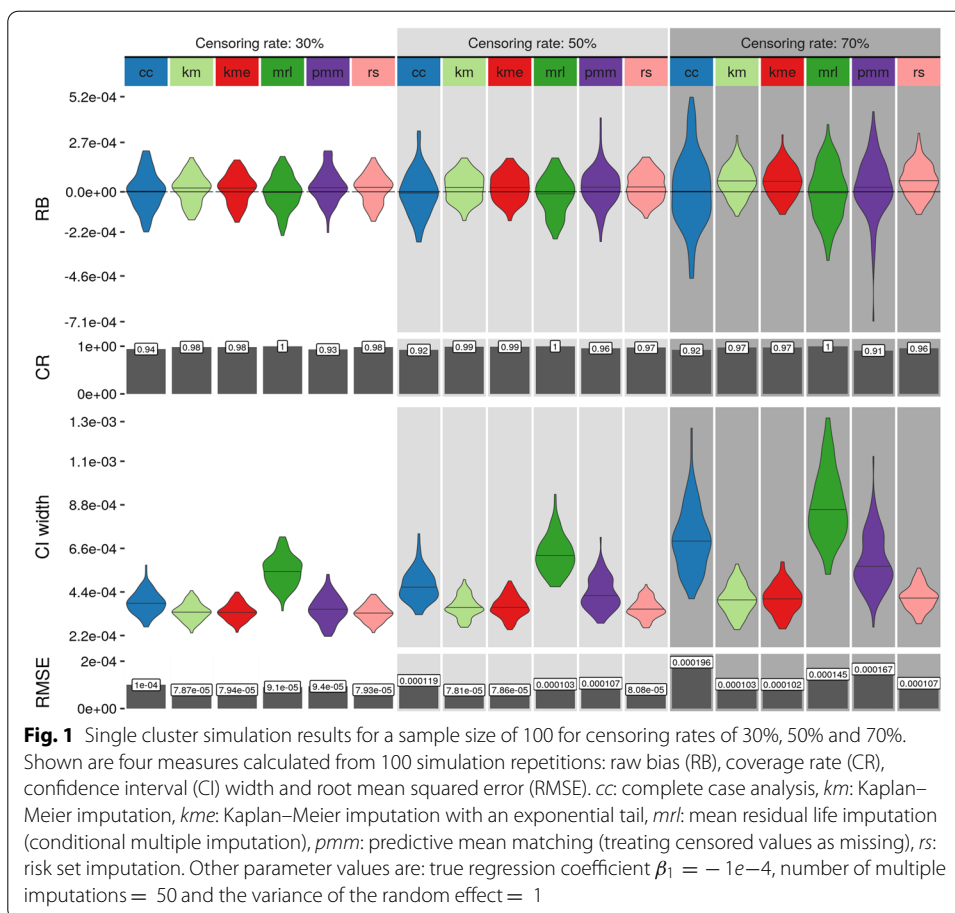 Censoring rate: 30% Censoring rate: 50% Censoring rate: 70%
cc km kme mrl pmm rs cc km kme mrl pmm rs cc km kme mrl pmm rs
5.2e-04
2.7e-04
0.0e+00
-2.2e-04
-4.6e-04
-7.1e-04
RB
1e+00
0e+00
CR
0.94 0.98 0.98 1 0.93 0.98 0.92 0.99 0.99 1 0.96 0.97 0.92 0.97 0.97 1 0.91 0.96
1.3e-03
1.1e-03
8.8e-04
6.6e-04
4.4e-04
2.2e-04
CI width
2e-04
0e+00
RMSE
1e-04 7.87e-05 7.94e-05 9.1e-05 9.4e-05 7.93e-05 0.000119 7.81e-05 7.86e-05 0.000103 0.000107 8.08e-05 0.000196 0.000103 0.000102 0.000145 0.000167 0.000107
Fig. 1 Single cluster simulation results for a sample size of 100 for censoring rates of 30%, 50% and 70%.
Shown are four measures calculated from 100 simulation repetitions: raw bias (RB), coverage rate (CR),
confidence interval (CI) width and root mean squared error (RMSE). cc: complete case analysis, km: Kaplan–
Meier imputation, kme: Kaplan–Meier imputation with an exponential tail, mrl: mean residual life imputation
(conditional multiple imputation), pmm: predictive mean matching (treating censored values as missing), rs:
risk set imputation. Other parameter values are: true regression coefficient β₁ = − 1e−4, number of multiple
imputations = 50 and the variance of the random effect = 1